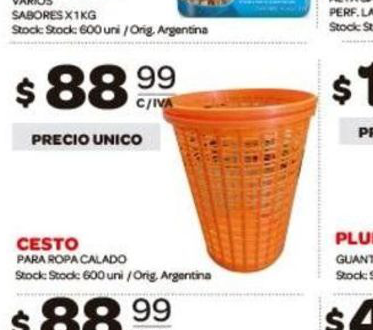 VARIOS
SABORES X 1 KG
Stock: Stock: 600 uni / Orig. Argentina
PERF. LA
Stock: St
$ 88 99
C/IVA
$ 1
PRECIO UNICO
CESTO
PARA ROPA CALADO
Stock: Stock: 600 uni / Orig. Argentina
PLU
GUANT
Stock: S
$ 88 99
$ 4